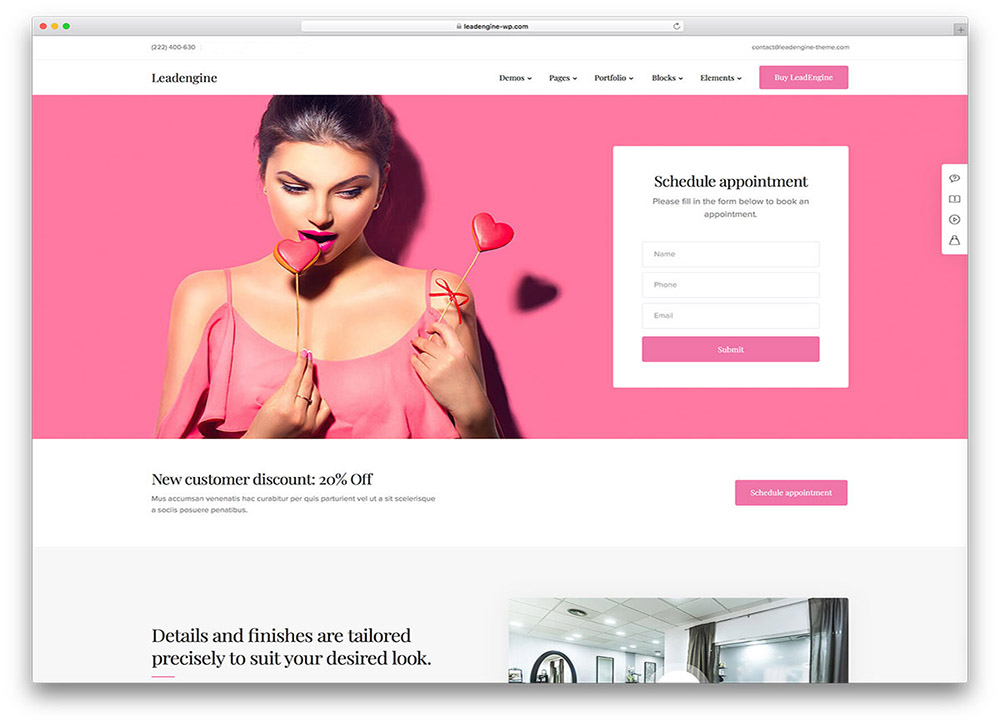 leadengine-wp.com
(222) 400-630
contact@leadengine-theme.com
Leadengine
Demos
Pages
Portfolio
Blocks
Elements
Buy LeadEngine
Schedule appointment
Please fill in the form below to book an
appointment.
Name
Phone
Email
Submit
New customer discount: 20% Off
Mus accumsan venenatis hac curabitur per quis parturient vel ut a sit scelerisque
a sociis posuere penatibus.
Schedule appointment
Details and finishes are tailored
precisely to suit your desired look.